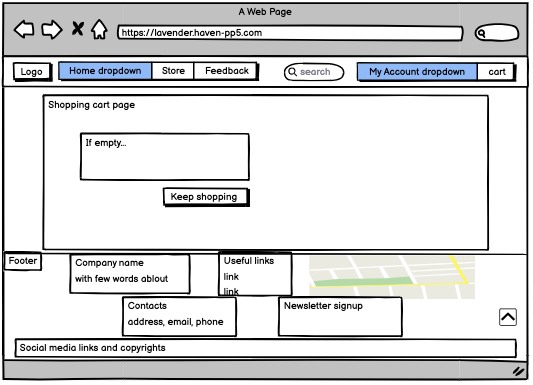 A Web Page
https://lavender.haven-pp5.com
Logo
Home dropdown
Store
Feedback
search
My Account dropdown
cart
Shopping cart page
If empty...
Keep shopping
Footer
Company name
with few words ablout
Useful links
link
link
Contacts
address, email, phone
Newsletter signup
Social media links and copyrights